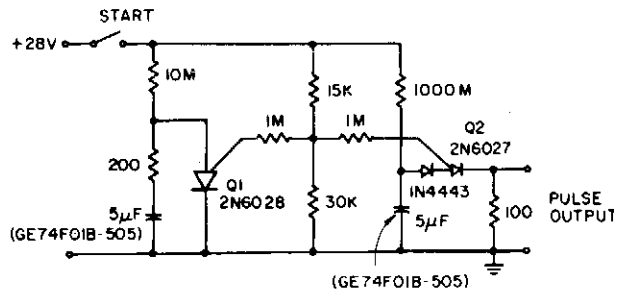 START
+28V
10M
15K
1000M
1M
1M
Q2
2N6027
200
Q1
2N6028
1N4443
30K
5μF
(GE74F01B-505)
5μF
100
PULSE
OUTPUT
(GE74F01B-505)